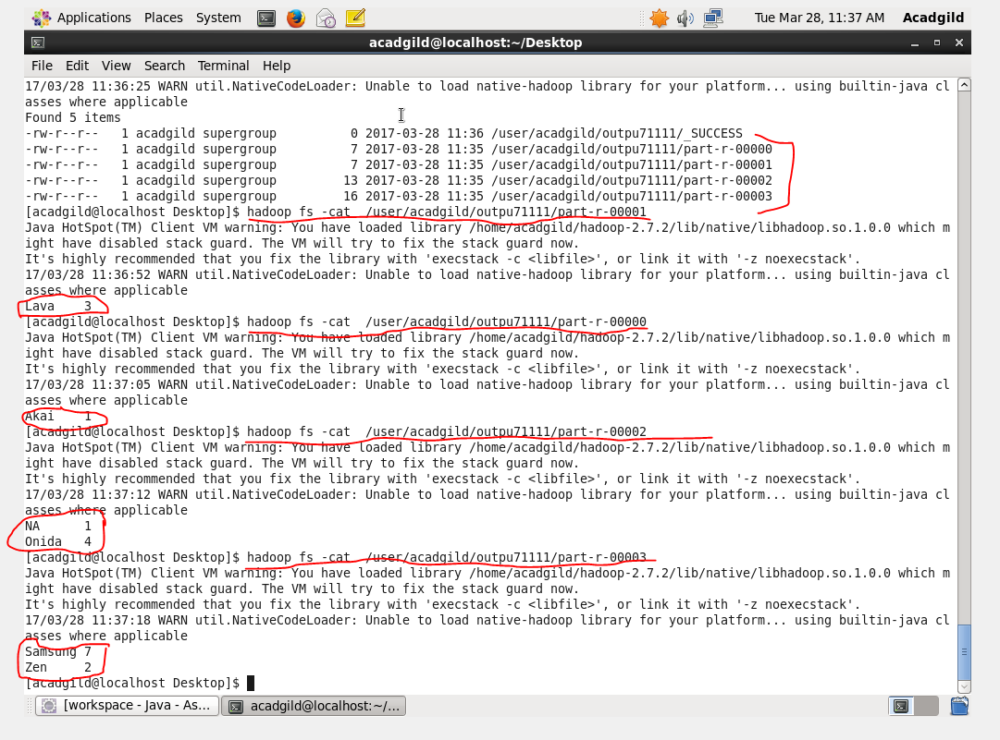 Applications Places System Tue Mar 28, 11:37 AM Acadgild
acadgild@localhost:~/Desktop
File Edit View Search Terminal Help
17/03/28 11:36:25 WARN util.NativeCodeLoader: Unable to load native-hadoop library for your platform... using builtin-java cl
asses where applicable
Found 5 items
-rw-r--r--   1 acadgild supergroup          0 2017-03-28 11:36 /user/acadgild/outpu71111/_SUCCESS
-rw-r--r--   1 acadgild supergroup          7 2017-03-28 11:35 /user/acadgild/outpu71111/part-r-00000
-rw-r--r--   1 acadgild supergroup          7 2017-03-28 11:35 /user/acadgild/outpu71111/part-r-00001
-rw-r--r--   1 acadgild supergroup         13 2017-03-28 11:35 /user/acadgild/outpu71111/part-r-00002
-rw-r--r--   1 acadgild supergroup         16 2017-03-28 11:35 /user/acadgild/outpu71111/part-r-00003
[acadgild@localhost Desktop]$ hadoop fs -cat  /user/acadgild/outpu71111/part-r-00001
Java HotSpot(TM) Client VM warning: You have loaded library /home/acadgild/hadoop-2.7.2/lib/native/libhadoop.so.1.0.0 which m
ight have disabled stack guard. The VM will try to fix the stack guard now.
It's highly recommended that you fix the library with 'execstack -c <libfile>', or link it with '-z noexecstack'.
17/03/28 11:36:52 WARN util.NativeCodeLoader: Unable to load native-hadoop library for your platform... using builtin-java cl
asses where applicable
Lava    3
[acadgild@localhost Desktop]$ hadoop fs -cat  /user/acadgild/outpu71111/part-r-00000
Java HotSpot(TM) Client VM warning: You have loaded library /home/acadgild/hadoop-2.7.2/lib/native/libhadoop.so.1.0.0 which m
ight have disabled stack guard. The VM will try to fix the stack guard now.
It's highly recommended that you fix the library with 'execstack -c <libfile>', or link it with '-z noexecstack'.
17/03/28 11:37:05 WARN util.NativeCodeLoader: Unable to load native-hadoop library for your platform... using builtin-java cl
asses where applicable
Akai    1
[acadgild@localhost Desktop]$ hadoop fs -cat  /user/acadgild/outpu71111/part-r-00002
Java HotSpot(TM) Client VM warning: You have loaded library /home/acadgild/hadoop-2.7.2/lib/native/libhadoop.so.1.0.0 which m
ight have disabled stack guard. The VM will try to fix the stack guard now.
It's highly recommended that you fix the library with 'execstack -c <libfile>', or link it with '-z noexecstack'.
17/03/28 11:37:12 WARN util.NativeCodeLoader: Unable to load native-hadoop library for your platform... using builtin-java cl
asses where applicable
NA      1
Onida   4
[acadgild@localhost Desktop]$ hadoop fs -cat  /user/acadgild/outpu71111/part-r-00003
Java HotSpot(TM) Client VM warning: You have loaded library /home/acadgild/hadoop-2.7.2/lib/native/libhadoop.so.1.0.0 which m
ight have disabled stack guard. The VM will try to fix the stack guard now.
It's highly recommended that you fix the library with 'execstack -c <libfile>', or link it with '-z noexecstack'.
17/03/28 11:37:18 WARN util.NativeCodeLoader: Unable to load native-hadoop library for your platform... using builtin-java cl
asses where applicable
Samsung 7
Zen     2
[acadgild@localhost Desktop]$
[workspace - Java - As... acadgild@localhost:~/...